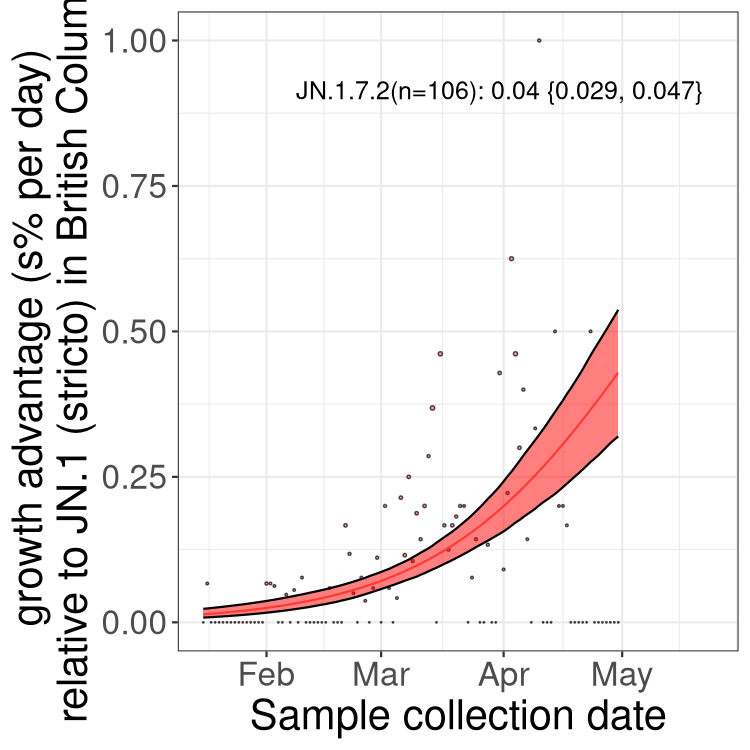 growth advantage (s% per day)
relative to JN.1 (stricto) in British Colum
1.00
0.75
0.50
0.25
0.00
JN.1.7.2(n=106): 0.04 {0.029, 0.047}
Feb Mar Apr May
Sample collection date